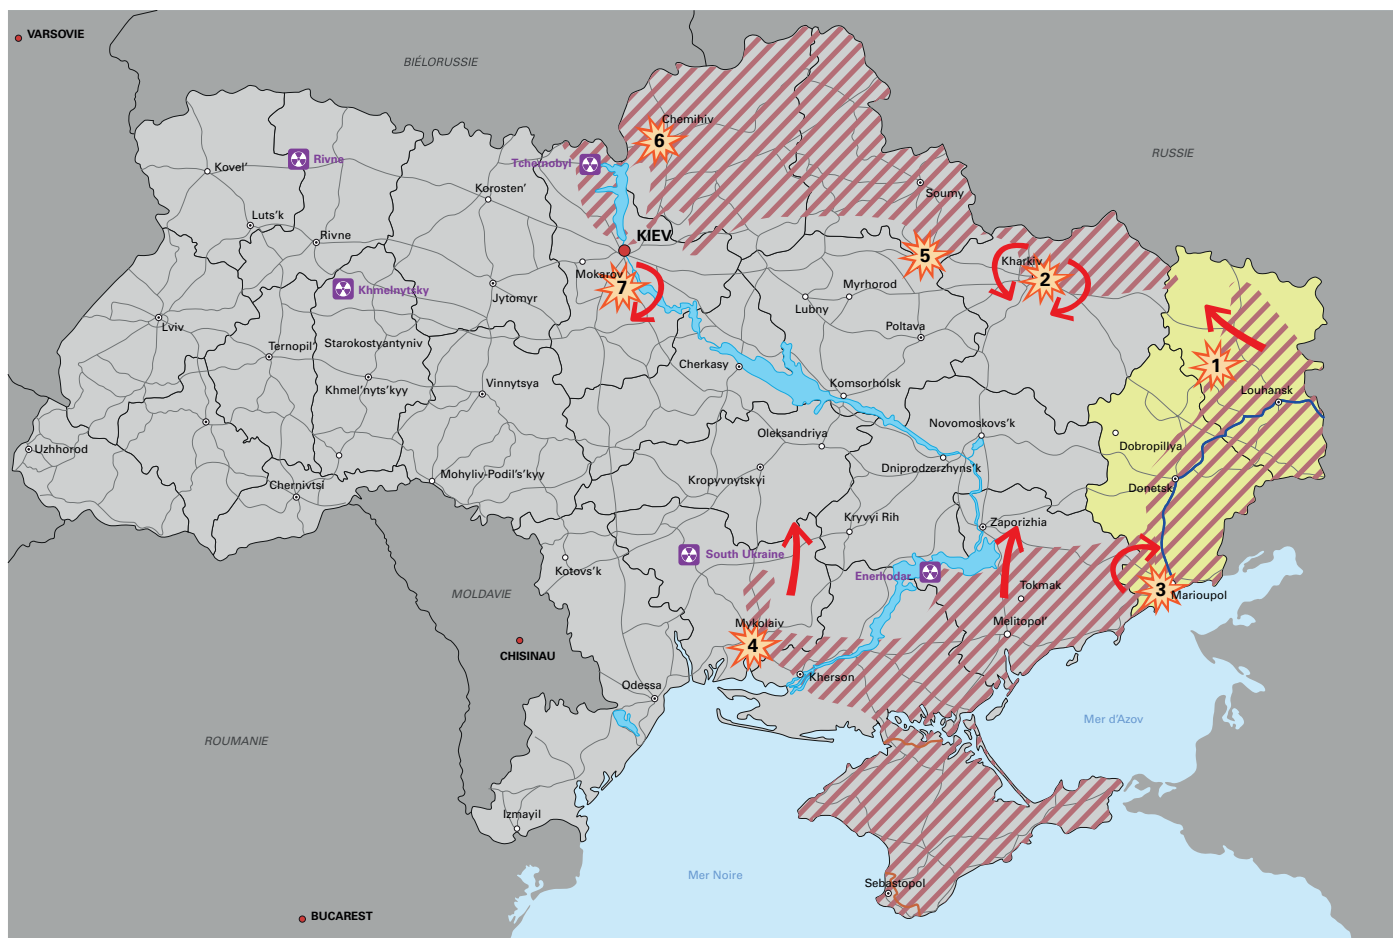 VARSOVIE
BIÉLORUSSIE
RUSSIE
6
Chemihiv
Rivne
Tchernobyl
Kovel’
Korosten’
Soumy
Luts’k
Rivne
KIEV
5
Kharkiv
2
Mokarov
7
Khmelnytsky
Jytomyr
Myrhorod
Lubny
Poltava
Lviv
Ternopil’
Starokostyantyniv
Cherkasy
1
Khmel’nyts’kyy
Vinnytsya
Komsorholsk
Louhansk
Novomoskovs’k
Oleksandriya
Dobropillya
Uzhhorod
Mohyliv-Podil’s’kyy
Dniprodzerzhyns’k
Kropyvnytskyi
Chernivtsi
Donetsk
Kryvyi Rih
Zaporizhia
South Ukraine
Kotovs’k
Enerhodar
Tokmak
3
Marioupol
MOLDAVIE
Mykolaiv
4
Melitopol’
CHISINAU
Kherson
Odessa
Mer d’Azov
ROUMANIE
Izmayil
Mer Noire
Sebastopol
BUCAREST